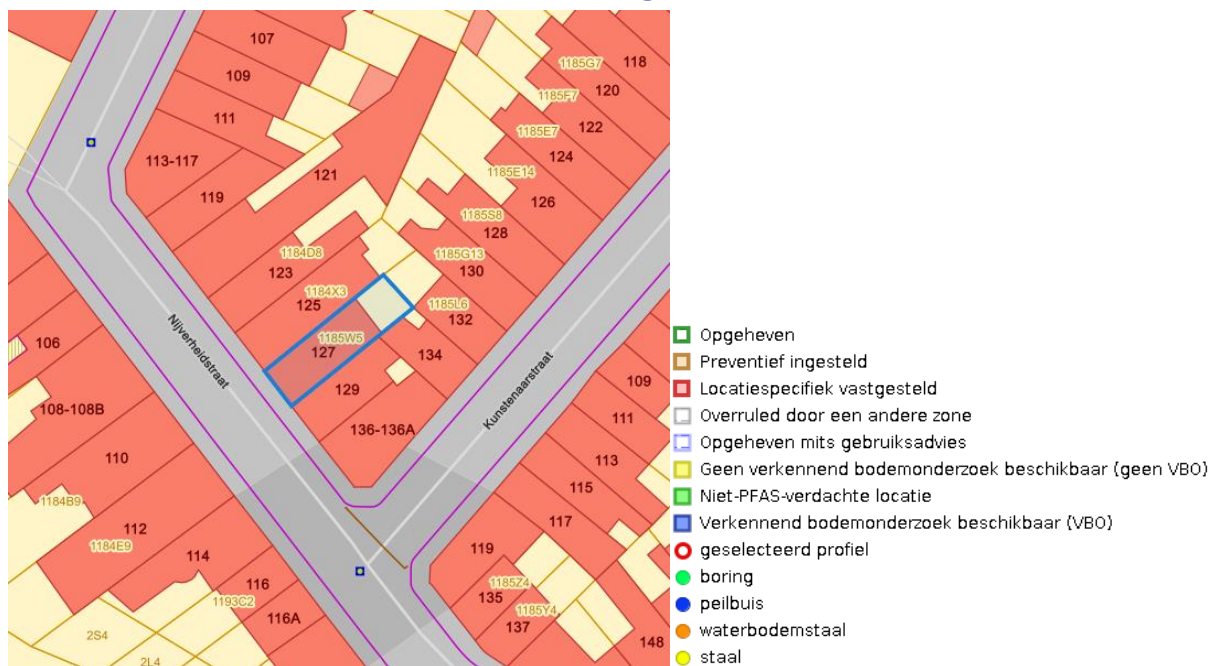 107
118
1185G7
109
120
1185F7
111
122
1185E7
113-117
124
1185E14
121
119
126
1185S8
128
1184D8
1185G13
123
130
1184X3
125
1185L6
132
Nijverheidstraat
1185W5
127
134
106
129
Kunstenaarstraat
109
108-108B
111
136-136A
110
113
115
1184B9
112
117
1184E9
114
119
116
1185Z4
1193C2
135
1185Y4
116A
137
2S4
148
2L4
Opgeheven
Preventief ingesteld
Locatiespecifiek vastgesteld
Overruled door een andere zone
Opgeheven mits gebruiksadvies
Geen verkennend bodemonderzoek beschikbaar (geen VBO)
Niet-PFAS-verdachte locatie
Verkennend bodemonderzoek beschikbaar (VBO)
geselecteerd profiel
boring
peilbuis
waterbodemstaal
staal